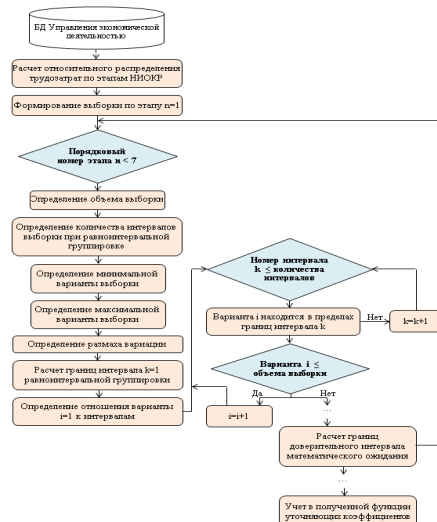 БД Управления экономической
деятельностью
Расчет относительного распределения
трудозатрат по этапам НИОКР
Формирование выборки по этапу n=1
Порядковый
номер этапа n < 7
Определение объема выборки
Определение количества интервалов
выборки при равноинтервальной
группировке
Определение минимальной
варианты выборки
Определение максимальной
варианты выборки
Определение размаха вариации
Расчет границ интервала k=1
равноинтервальной группировки
Определение отношения варианты
i=1 к интервалам
Номер интервала
k ≤ количества
интервалов
Варианта i находится в пределах
границ интервала k
Нет
k=k+1
Варианта i ≤
объема выборки
Да
Нет
i=i+1
...
Расчет границ
доверительного интервала
математического ожидания
...
Учет в полученной функции
уточняющих коэффициентов